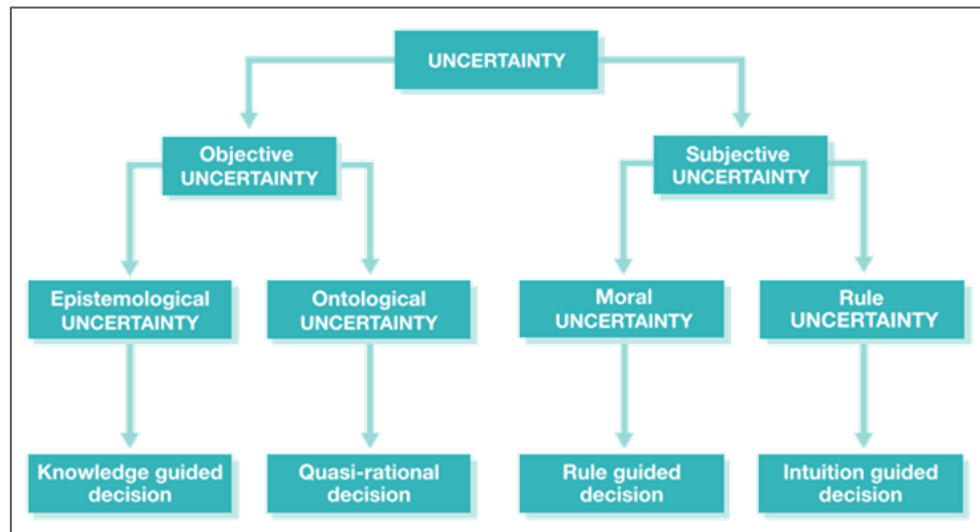 UNCERTAINTY
Objective
UNCERTAINTY
Subjective
UNCERTAINTY
Epistemological
UNCERTAINTY
Ontological
UNCERTAINTY
Moral
UNCERTAINTY
Rule
UNCERTAINTY
Knowledge guided
decision
Quasi-rational
decision
Rule guided
decision
Intuition guided
decision